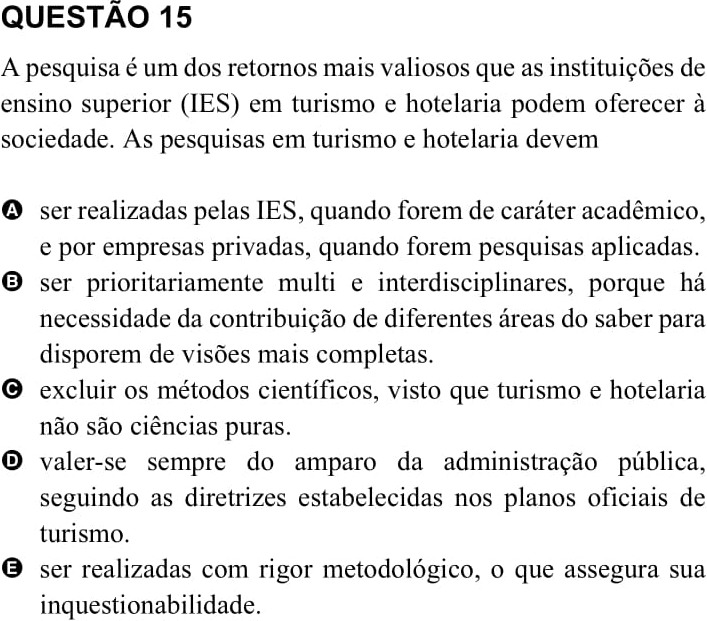 QUESTÃO 15
A pesquisa é um dos retornos mais valiosos que as instituições de
ensino superior (IES) em turismo e hotelaria podem oferecer à
sociedade. As pesquisas em turismo e hotelaria devem
A ser realizadas pelas IES, quando forem de caráter acadêmico,
e por empresas privadas, quando forem pesquisas aplicadas.
B ser prioritariamente multi e interdisciplinares, porque há
necessidade da contribuição de diferentes áreas do saber para
disporem de visões mais completas.
C excluir os métodos científicos, visto que turismo e hotelaria
não são ciências puras.
D valer-se sempre do amparo da administração pública,
seguindo as diretrizes estabelecidas nos planos oficiais de
turismo.
E ser realizadas com rigor metodológico, o que assegura sua
inquestionabilidade.